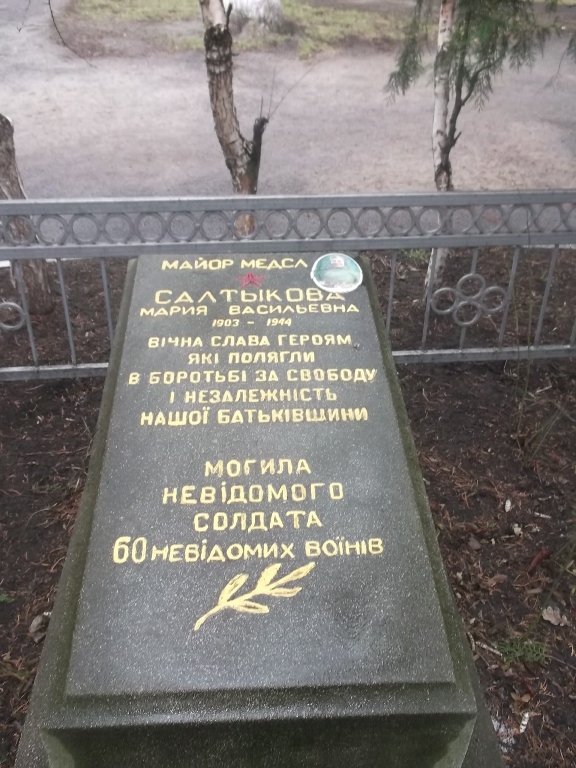 МАЙОР МЕДСЛ
САЛТЫКОВА
МАРИЯ ВАСИЛЬЕВНА
1903 - 1944
ВІЧНА СЛАВА ГЕРОЯМ,
ЯКІ ПОЛЯГЛИ
В БОРОТЬБІ ЗА СВОБОДУ
І НЕЗАЛЕЖНІСТЬ
НАШОЇ БАТЬКІВЩИНИ
МОГИЛА
НЕВІДОМОГО
СОЛДАТА
60 НЕВІДОМИХ ВОЇНІВ